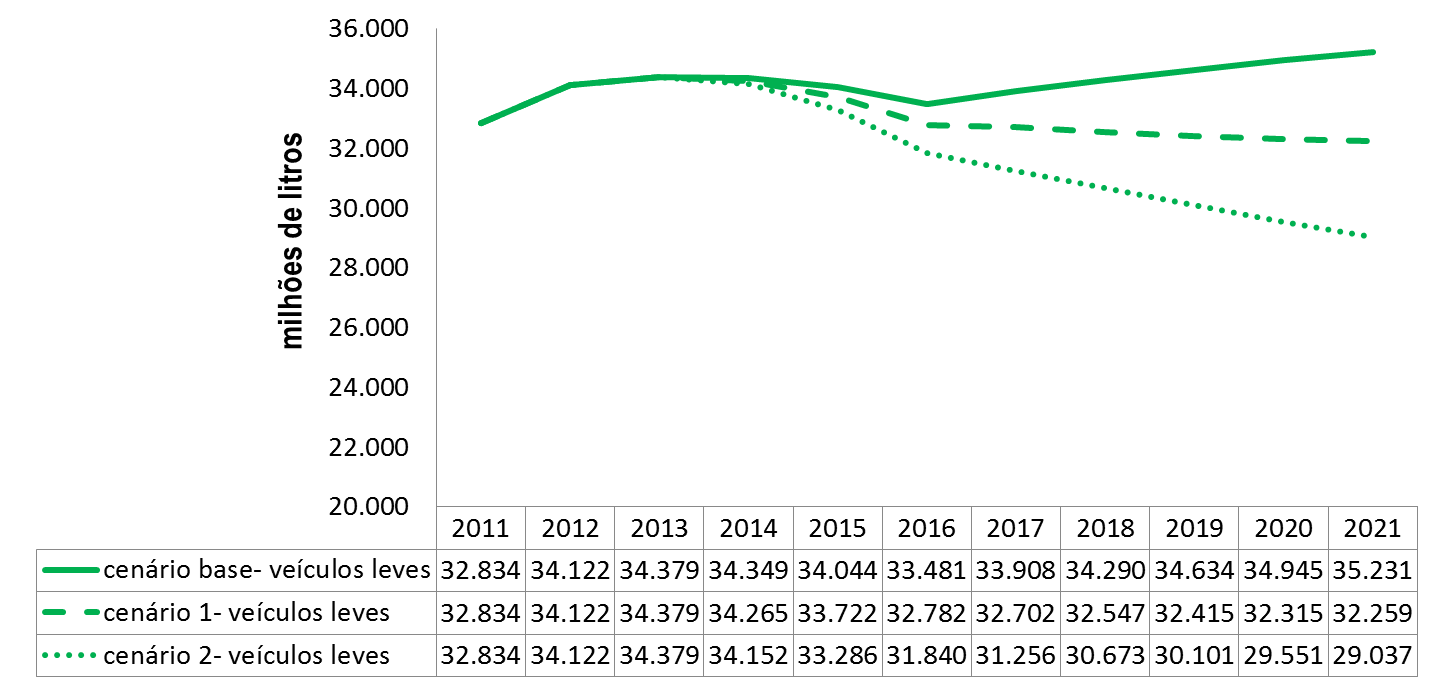 36.000
34.000
32.000
30.000
28.000
26.000
24.000
22.000
20.000
milhões de litros
2011 2012 2013 2014 2015 2016 2017 2018 2019 2020 2021
cenário base- veículos leves 32.834 34.122 34.379 34.349 34.044 33.481 33.908 34.290 34.634 34.945 35.231
cenário 1- veículos leves 32.834 34.122 34.379 34.265 33.722 32.782 32.702 32.547 32.415 32.315 32.259
cenário 2- veículos leves 32.834 34.122 34.379 34.152 33.286 31.840 31.256 30.673 30.101 29.551 29.037